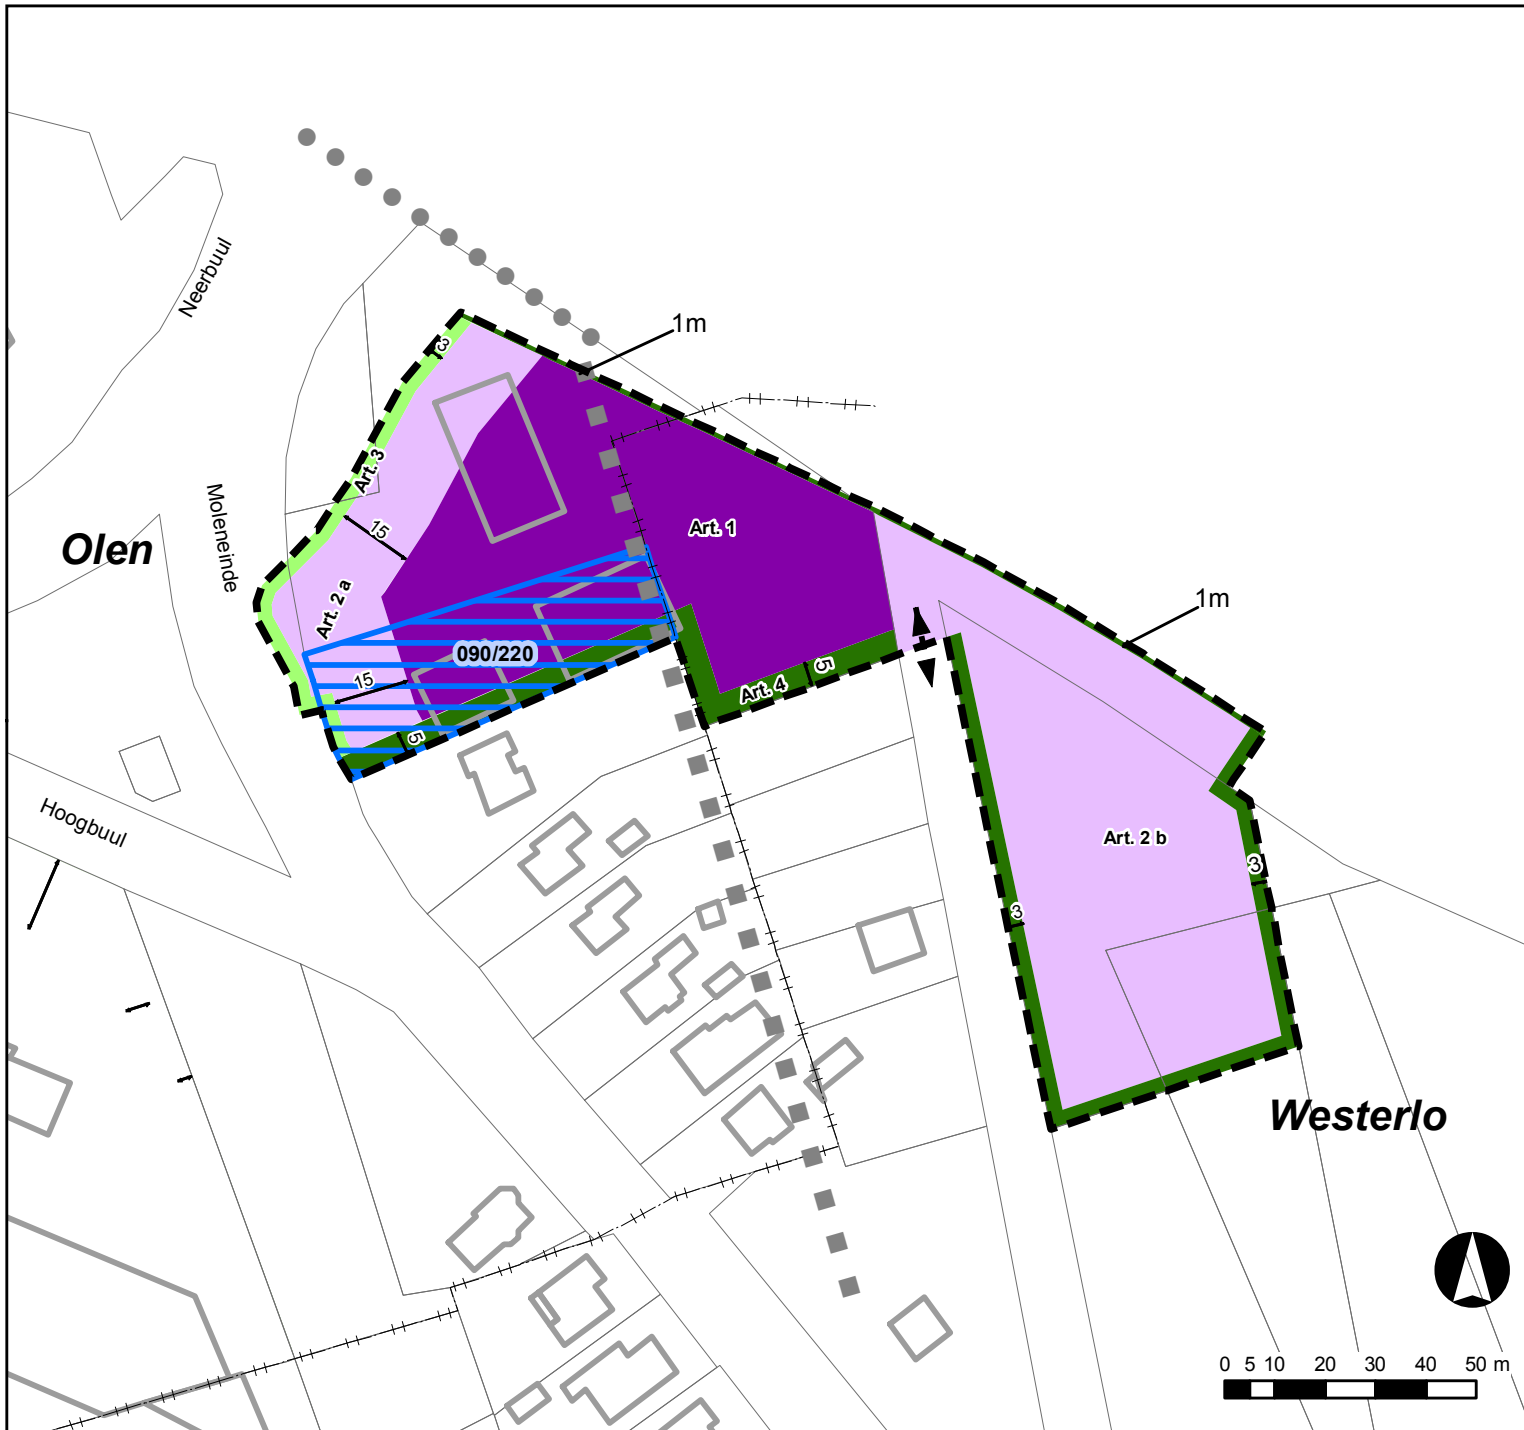 Neerbuul
1m
3
Art. 3
Art. 1
15
Olen
Moleneinde
1m
Art. 2 a
090/220
15
5
Art. 4
5
Hoogbuul
Art. 2 b
3
3
Westerlo
0 5 10 20 30 40 50 m